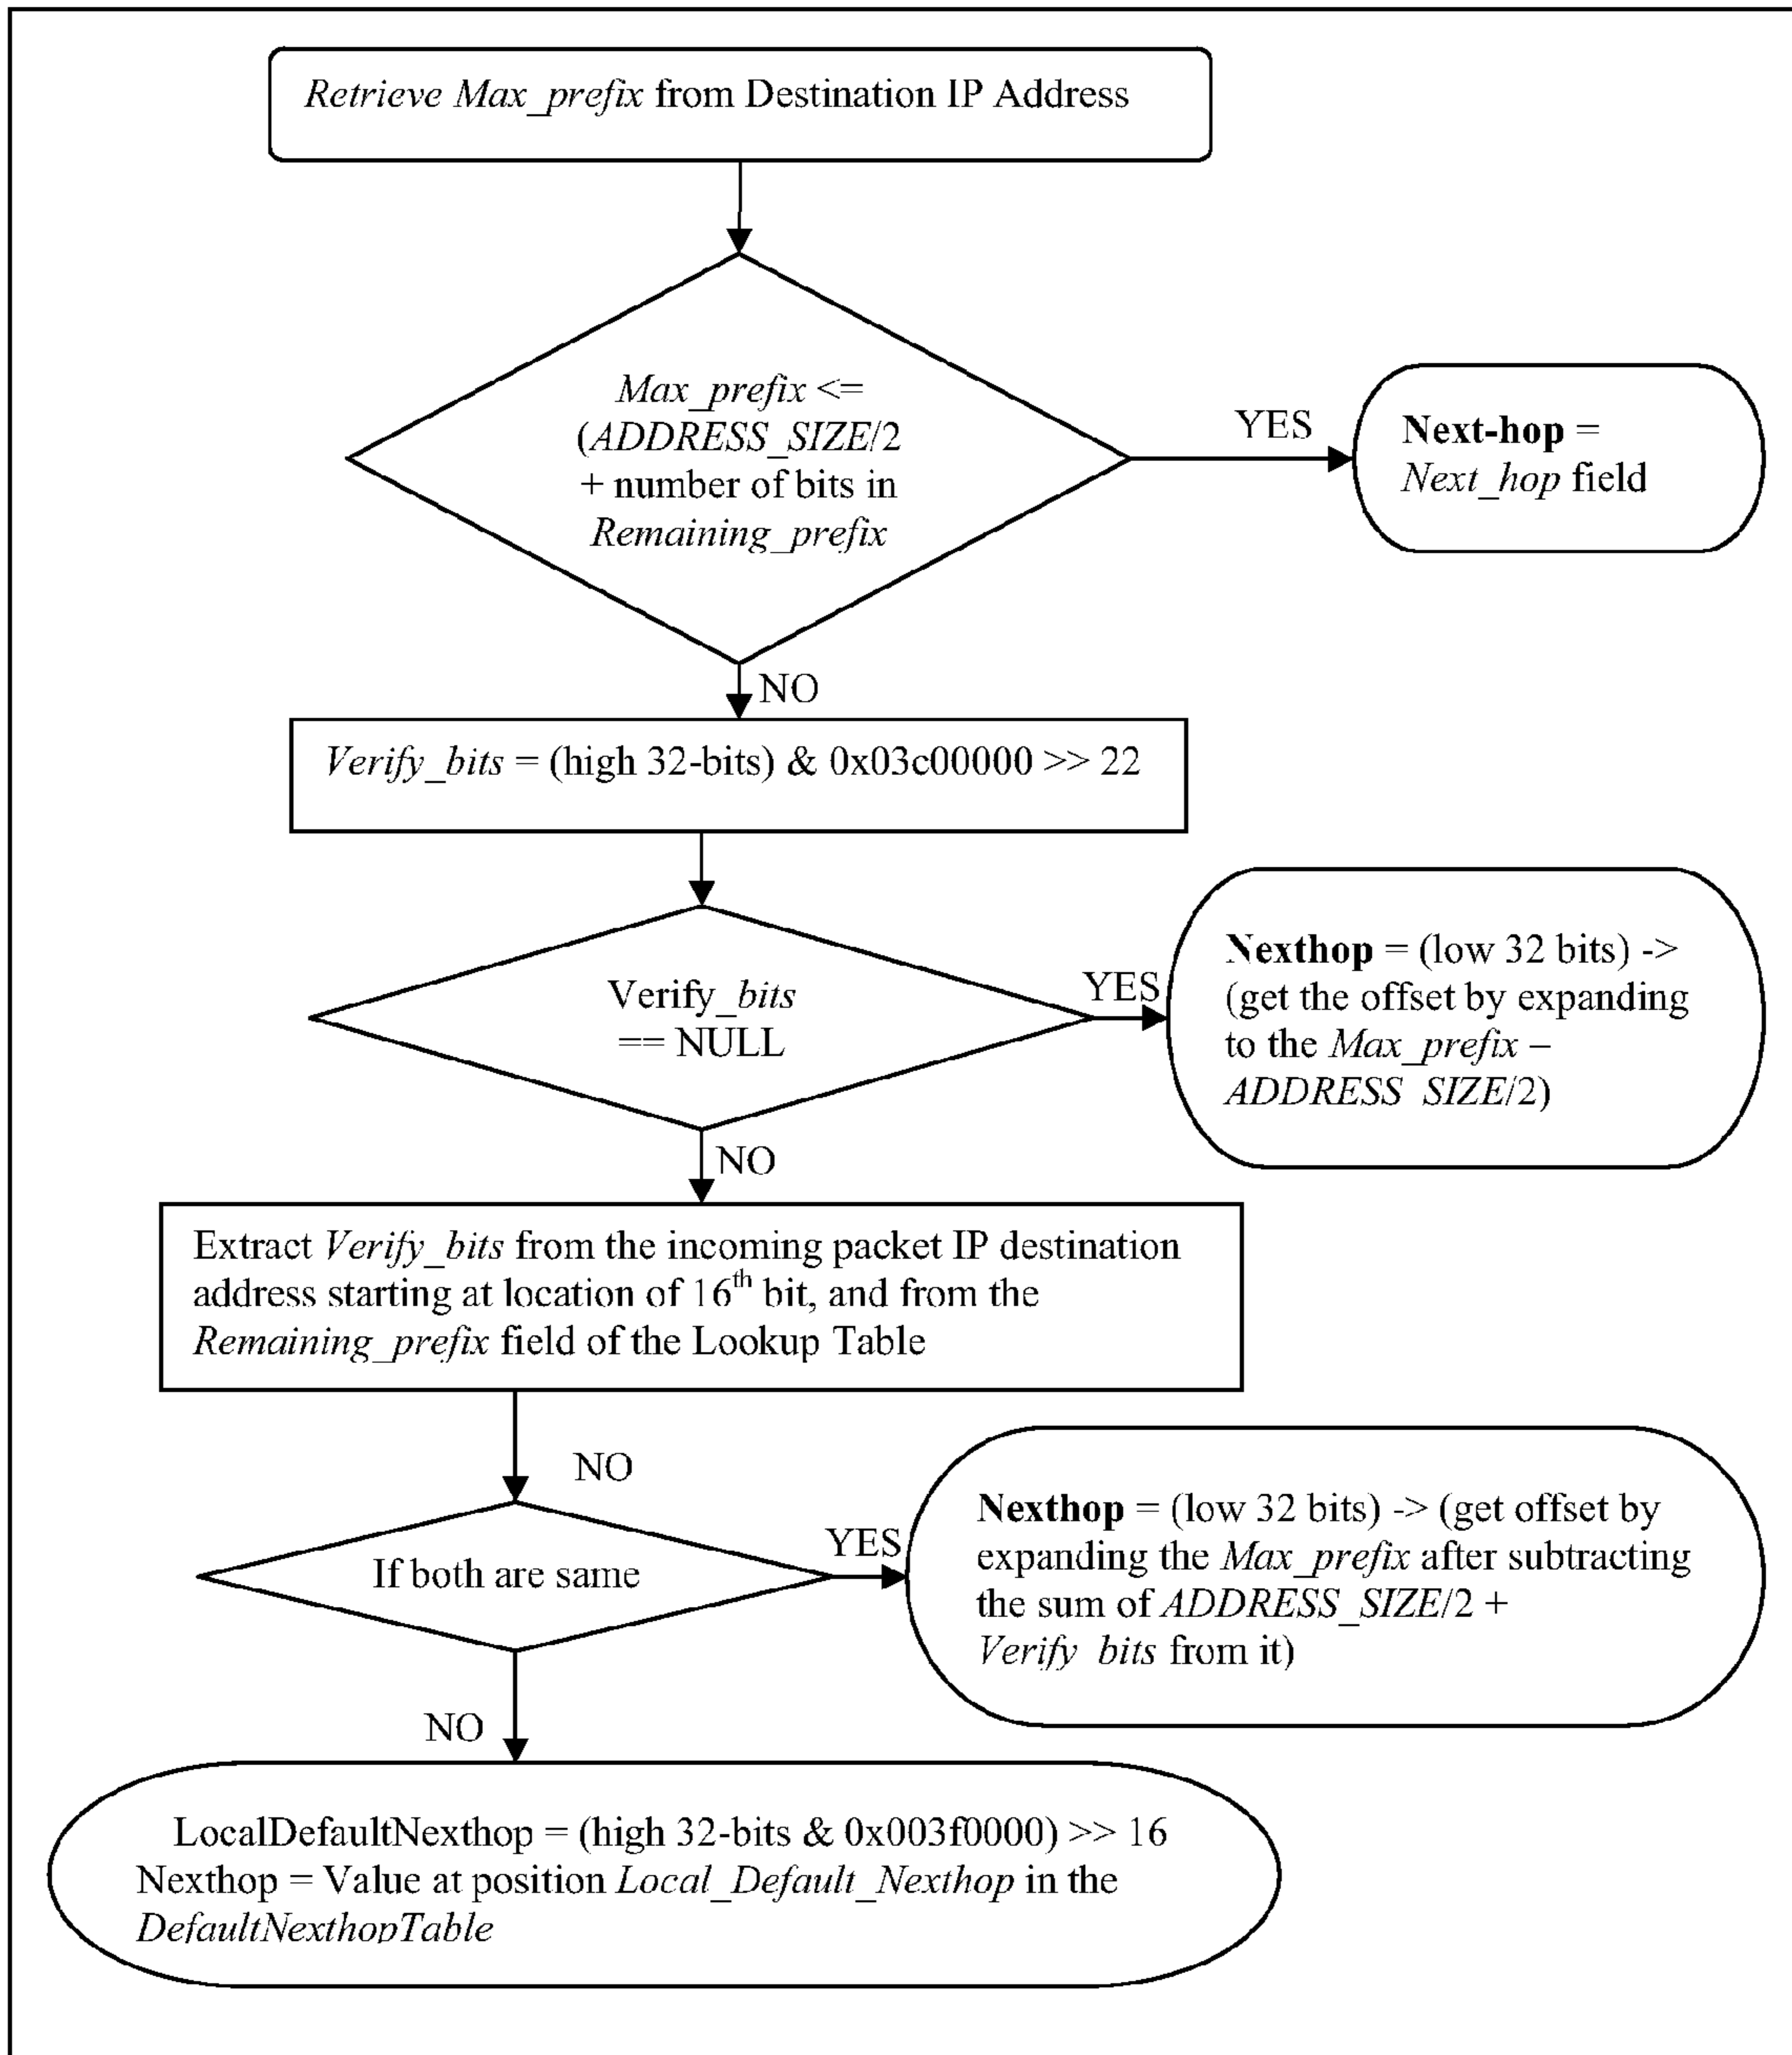 Retrieve Max_prefix from Destination IP Address
Max_prefix <=
(ADDRESS_SIZE/2
+ number of bits in
Remaining_prefix
YES
Next-hop =
Next_hop field
NO
Verify_bits = (high 32-bits) & 0x03c00000 >> 22
Verify_bits
== NULL
YES
Nexthop = (low 32 bits) ->
(get the offset by expanding
to the Max_prefix –
ADDRESS_SIZE/2)
NO
Extract Verify_bits from the incoming packet IP destination
address starting at location of 16th bit, and from the
Remaining_prefix field of the Lookup Table
NO
If both are same
YES
Nexthop = (low 32 bits) -> (get offset by
expanding the Max_prefix after subtracting
the sum of ADDRESS_SIZE/2 +
Verify_bits from it)
NO
LocalDefaultNexthop = (high 32-bits & 0x003f0000) >> 16
Nexthop = Value at position Local_Default_Nexthop in the
DefaultNexthopTable